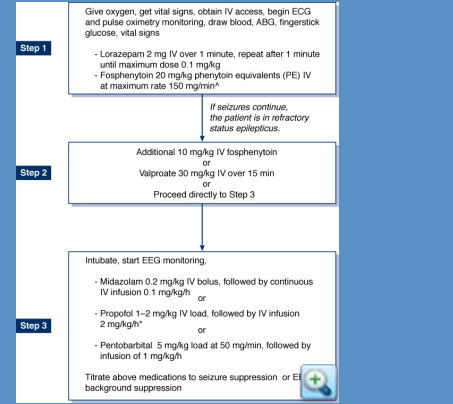 Give oxygen, get vital signs, obtain IV access, begin ECG
and pulse oximetry monitoring, draw blood, ABG, fingerstick
glucose, vital signs
Step 1
- Lorazepam 2 mg IV over 1 minute, repeat after 1 minute
until maximum dose 0.1 mg/kg
- Fosphenytoin 20 mg/kg phenytoin equivalents (PE) IV
at maximum rate 150 mg/min^
If seizures continue,
the patient is in refractory
status epilepticus.
Step 2
Additional 10 mg/kg IV fosphenytoin
or
Valproate 30 mg/kg IV over 15 min
or
Proceed directly to Step 3
Intubate, start EEG monitoring,
- Midazolam 0.2 mg/kg IV bolus, followed by continuous
IV infusion 0.1 mg/kg/h
or
- Propofol 1–2 mg/kg IV load, followed by IV infusion
2 mg/kg/h*
or
Step 3
- Pentobarbital 5 mg/kg load at 50 mg/min, followed by
infusion of 1 mg/kg/h
Titrate above medications to seizure suppression or
background suppression